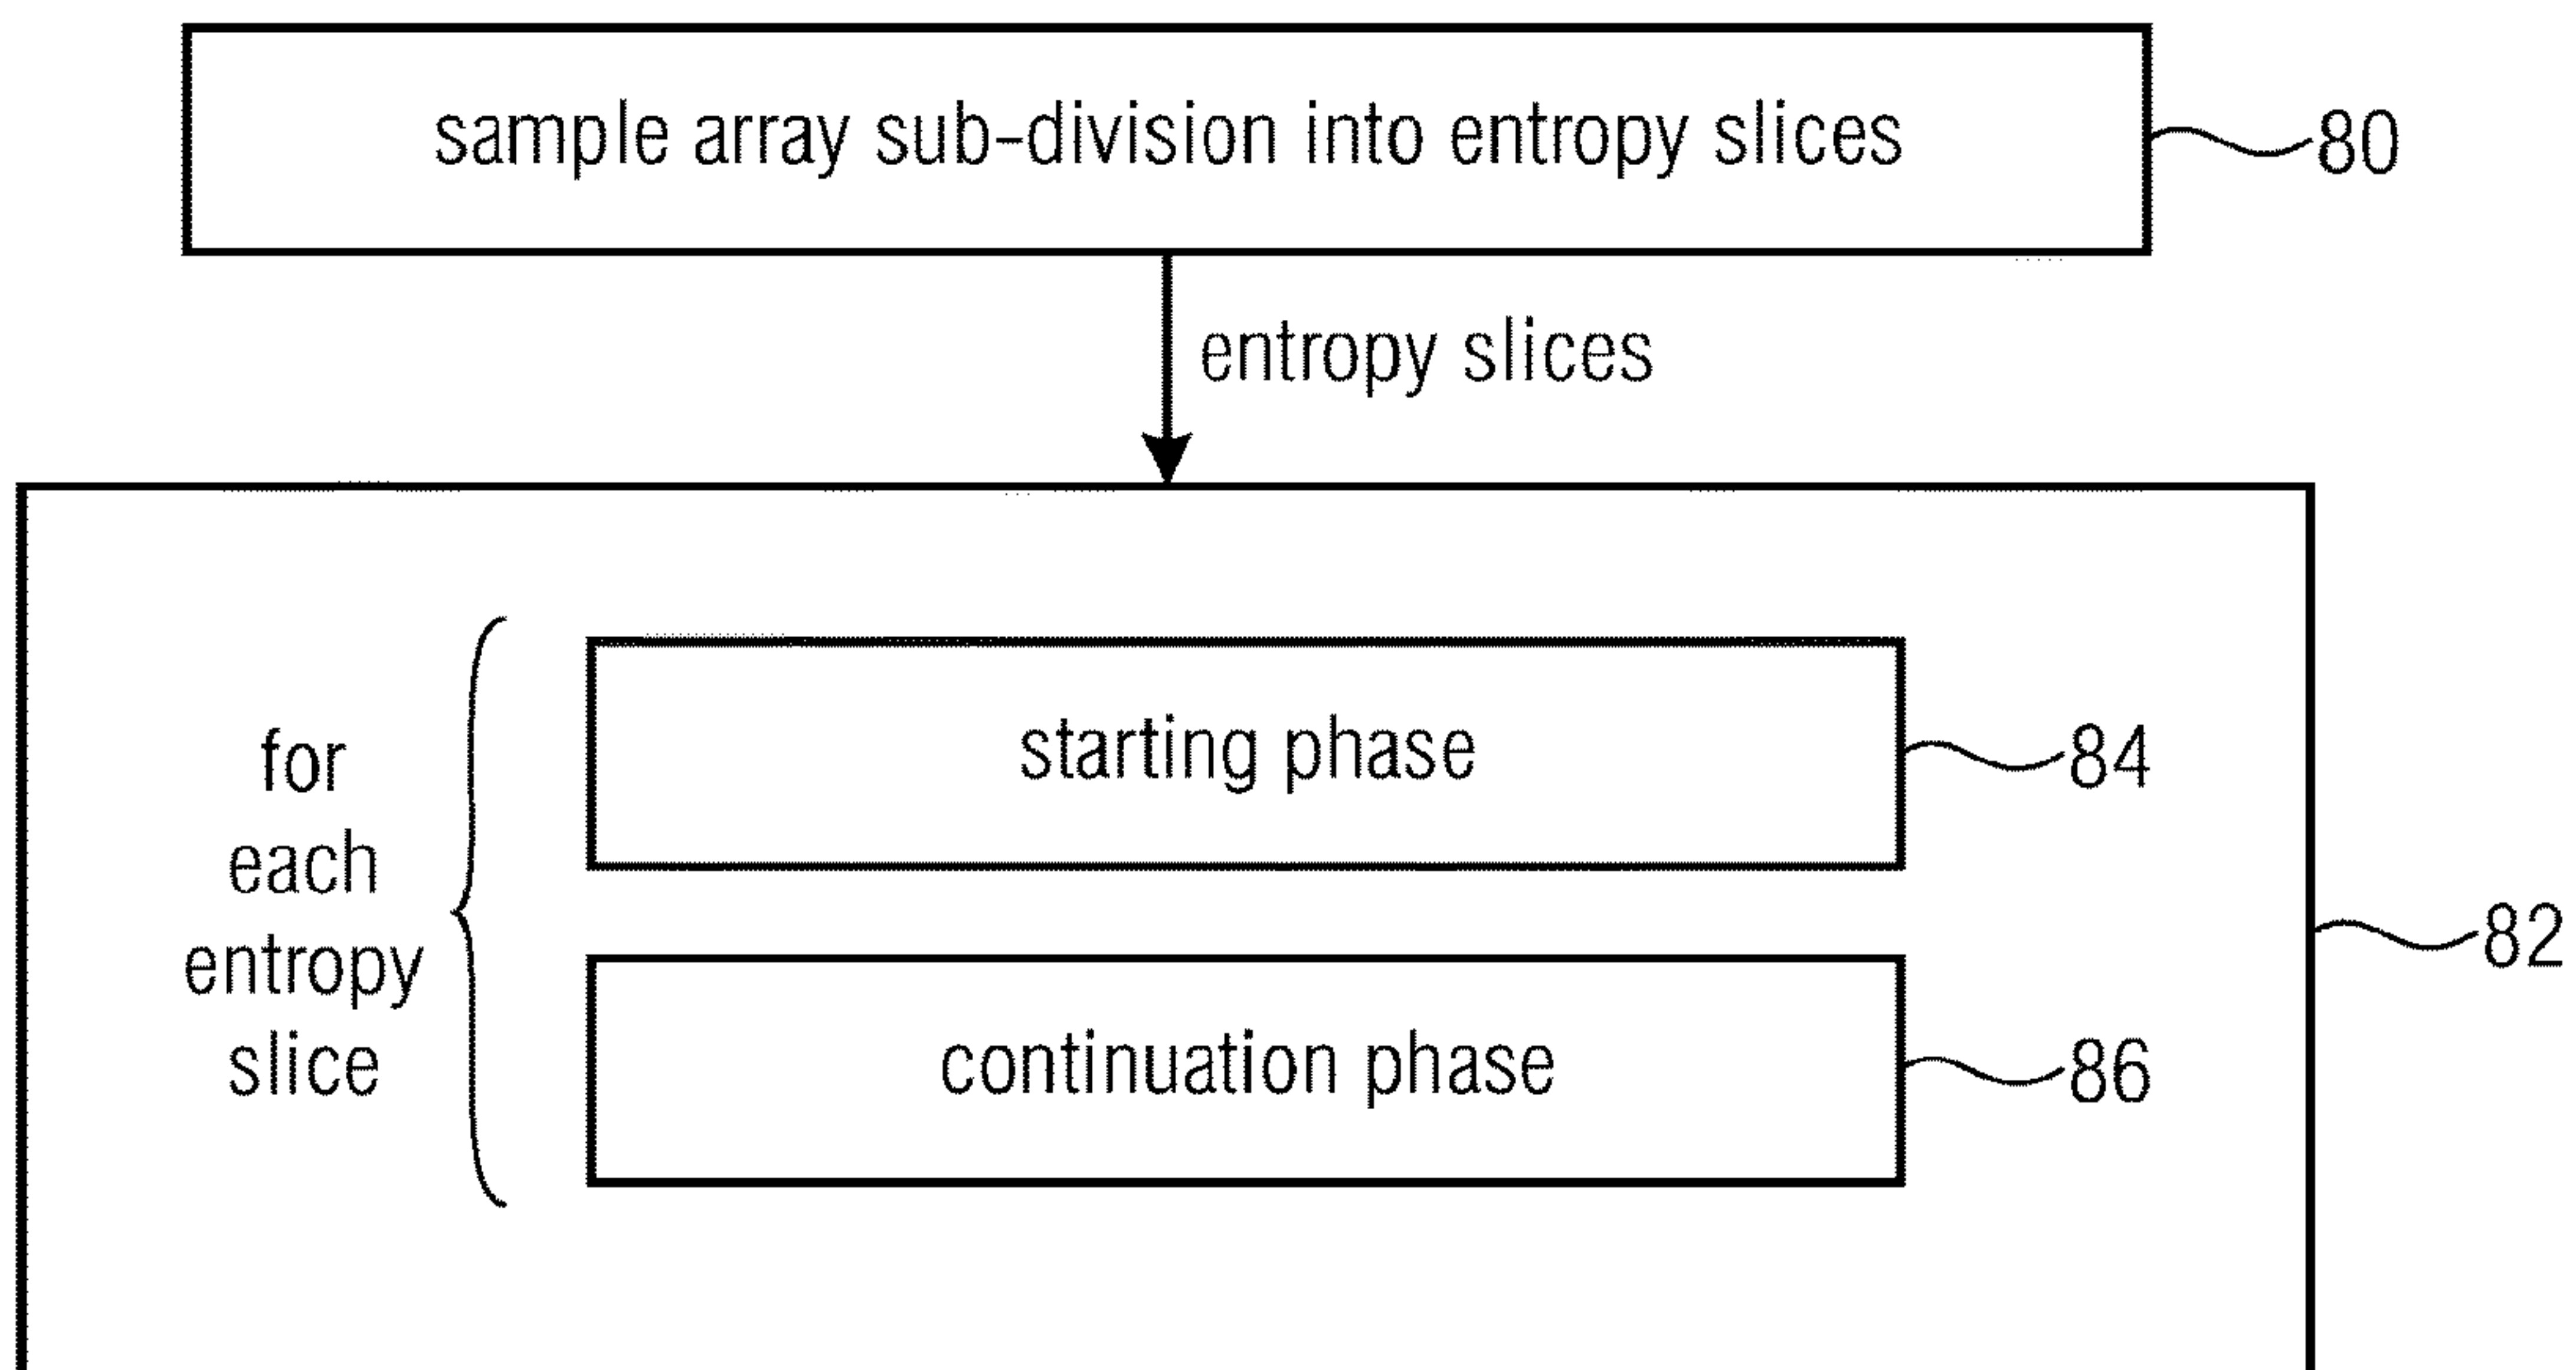 sample array sub-division into entropy slices
80
entropy slices
for
each
entropy
slice
starting phase
84
continuation phase
86
82